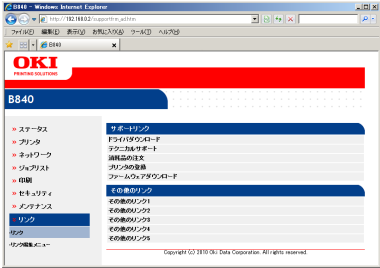 B840 - Windows Internet Explorer
http://192.168.0.2/support/rm_ad.htm
ファイル(F) 編集(E) 表示(V) お気に入り(A) ツール(T) ヘルプ(H)
B840
OKI
PRINTING SOLUTIONS
B840
» ステータス
» プリンタ
» ネットワーク
» ジョブリスト
» 印刷
» セキュリティ
» メンテナンス
リンク
リンク
リンク編集メニュー
サポートリンク
ドライバダウンロード
テクニカルサポート
消耗品の注文
プリンタの登録
ファームウェアダウンロード
その他のリンク
その他のリンク1
その他のリンク2
その他のリンク3
その他のリンク4
その他のリンク5
Copyright (c) 2010 Oki Data Corporation. All rights reserved.